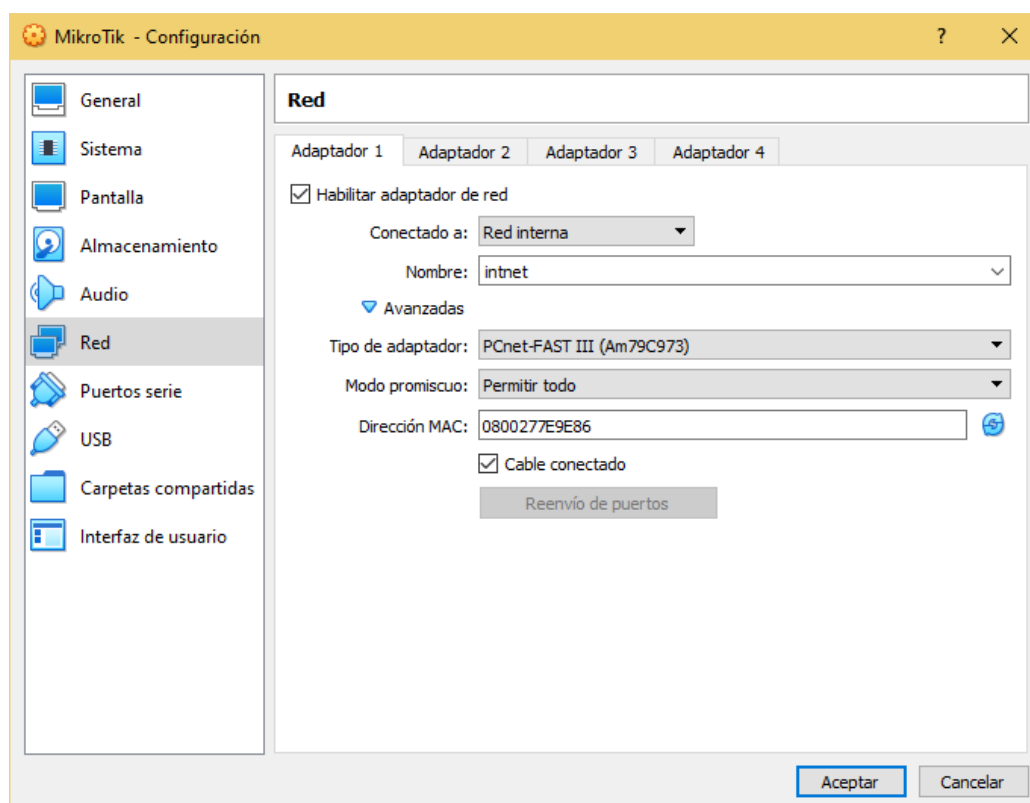 MikroTik - Configuración
?
General
Sistema
Pantalla
Almacenamiento
Audio
Red
Puertos serie
USB
Carpetas compartidas
Interfaz de usuario
Red
Adaptador 1 Adaptador 2 Adaptador 3 Adaptador 4
Habilitar adaptador de red
Conectado a: Red interna
Nombre: intnet
Avanzadas
Tipo de adaptador: PCnet-FAST III (Am79C973)
Modo promiscuo: Permitir todo
Dirección MAC: 0800277E9E86
Cable conectado
Reenvío de puertos
Aceptar Cancelar